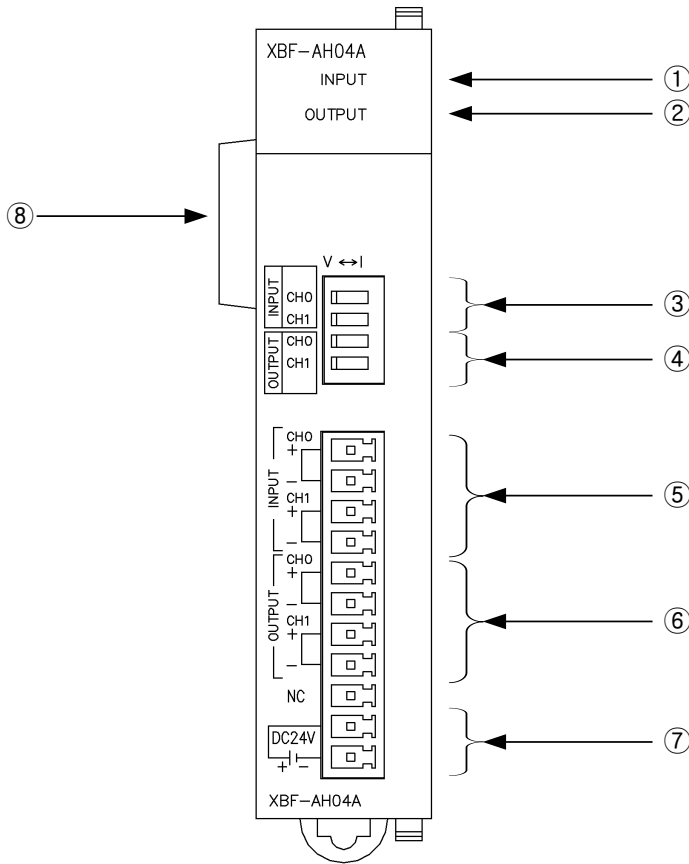 XBF-AH04A
INPUT
①
OUTPUT
②
⑧
V ↔ I
INPUT
CH0
CH1
③
OUTPUT
CH0
CH1
④
INPUT
CH0
+
−
CH1
+
−
⑤
OUTPUT
CH0
+
−
CH1
+
−
⑥
NC
DC24V
+ −
⑦
XBF-AH04A